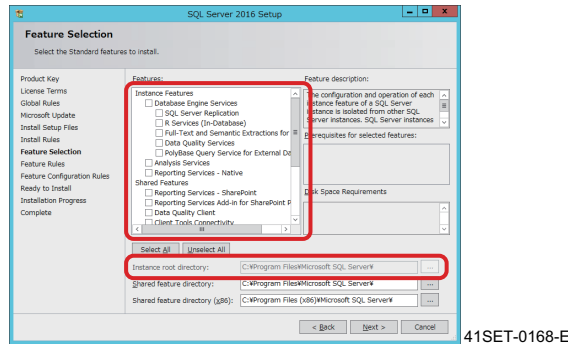 SQL Server 2016 Setup
Feature Selection
Select the Standard features to install.
Product Key
License Terms
Global Rules
Microsoft Update
Install Setup Files
Install Rules
Feature Selection
Feature Rules
Feature Configuration Rules
Ready to Install
Installation Progress
Complete
Features:
Instance Features
Database Engine Services
SQL Server Replication
R Services (In-Database)
Full-Text and Semantic Extractions for
Data Quality Services
PolyBase Query Service for External Da
Analysis Services
Reporting Services - Native
Shared Features
Reporting Services - SharePoint
Reporting Services Add-in for SharePoint P
Data Quality Client
Client Tools Connectivity
Feature description:
The configuration and operation of each
instance feature of a SQL Server
instance is isolated from other SQL
Server instances. SQL Server instances
Prerequisites for selected features:
Disk Space Requirements
Select All Unselect All
Instance root directory: C:¥Program Files¥Microsoft SQL Server¥ ...
Shared feature directory: C:¥Program Files¥Microsoft SQL Server¥ ...
Shared feature directory (x86): C:¥Program Files (x86)¥Microsoft SQL Server¥ ...
< Back Next > Cancel
41SET-0168-E